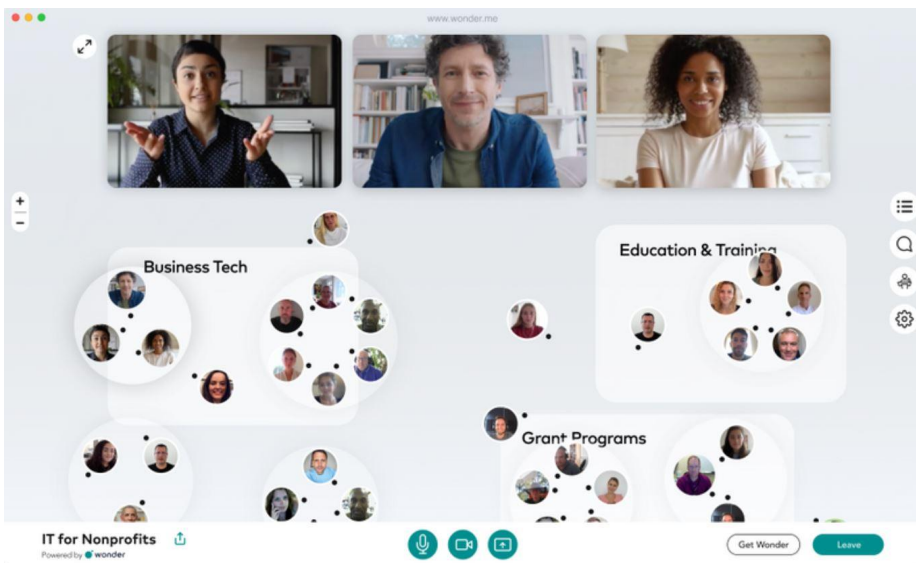 www.wonder.me
Business Tech
Education & Training
Grant Programs
IT for Nonprofits
Powered by wonder
Get Wonder
Leave